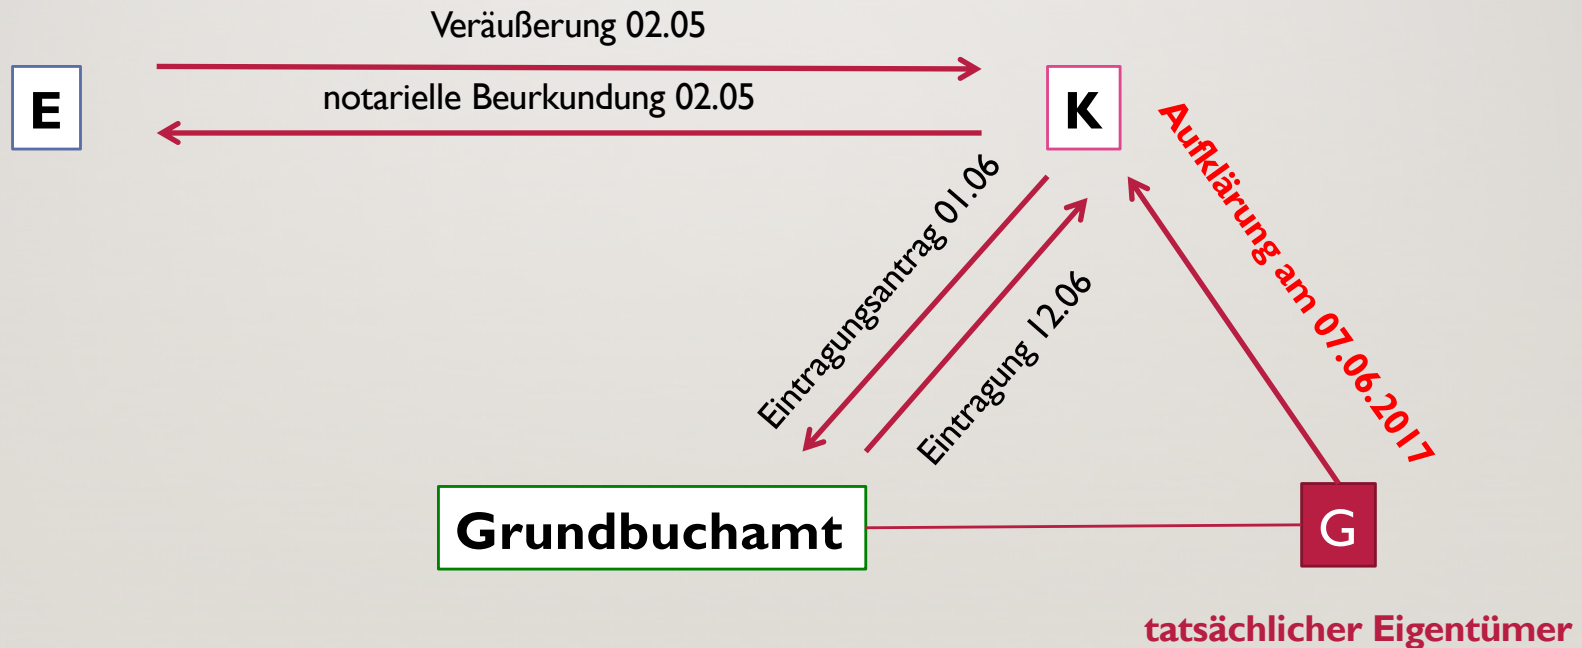 Veräußerung 02.05
E
notarielle Beurkundung 02.05
K
Aufklärung am 07.06.2017
Eintragungsantrag 01.06
Eintragung 12.06
Grundbuchamt
G
tatsächlicher Eigentümer